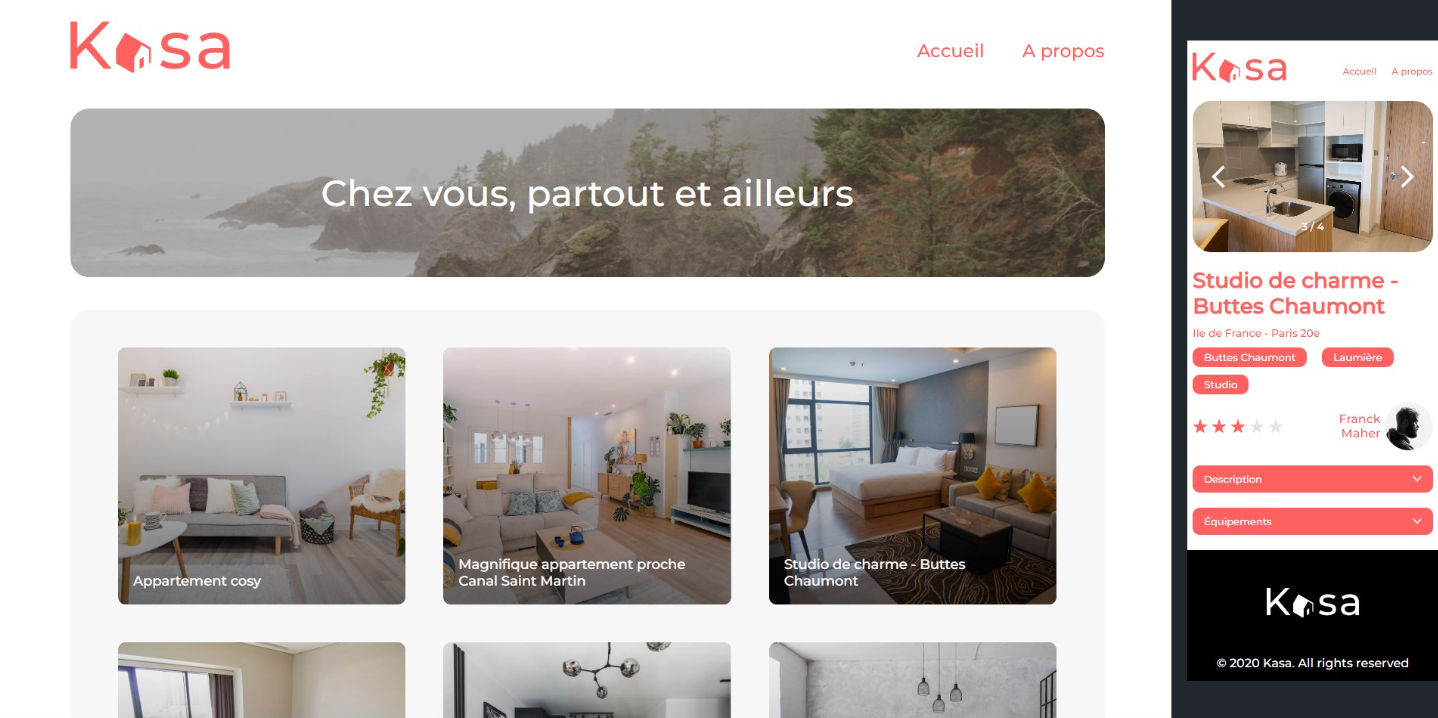 Kasa
Accueil
A propos
Chez vous, partout et ailleurs
Appartement cosy
Magnifique appartement proche
Canal Saint Martin
Studio de charme - Buttes
Chaumont
Kasa
Accueil
A propos
3 / 4
Studio de charme -
Buttes Chaumont
Ile de France - Paris 20e
Buttes Chaumont
Laumière
Studio
Franck
Maher
Description
Équipements
Kasa
© 2020 Kasa. All rights reserved